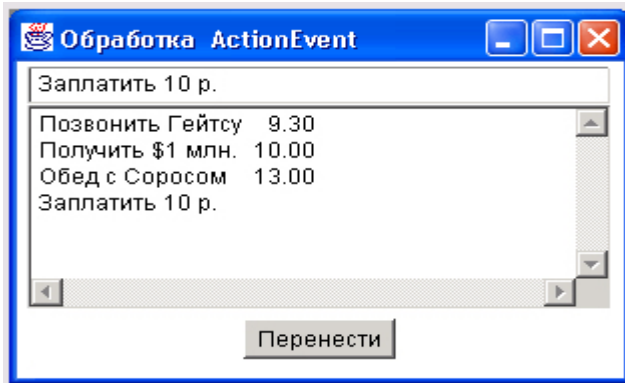 Обработка ActionEvent
Заплатить 10 р.
Позвонить Гейтсу 9.30
Получить $1 млн. 10.00
Обед с Соросом 13.00
Заплатить 10 р.
Перенести